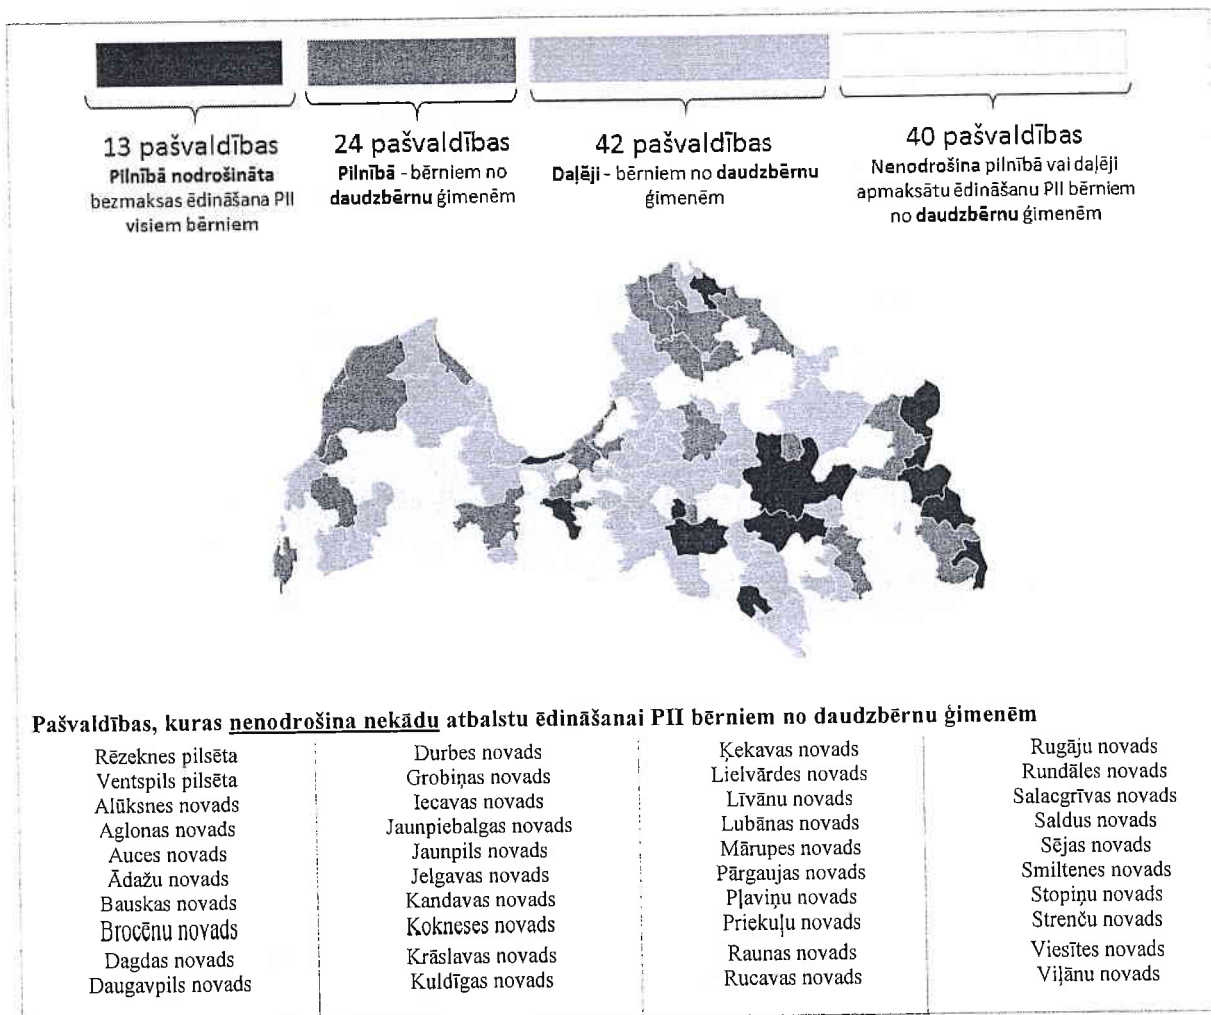 13 pašvaldības
Pilnībā nodrošināta
bezmaksas ēdināšana PII
visiem bērniem
24 pašvaldības
Pilnībā - bērniem no
daudzbērnu ģimenēm
42 pašvaldības
Daļēji - bērniem no daudzbērnu
ģimenēm
40 pašvaldības
Nenodrošina pilnībā vai daļēji
apmaksātu ēdināšanu PII bērniem
no daudzbērnu ģimenēm
Pašvaldības, kuras nenodrošina nekādu atbalstu ēdināšanai PII bērniem no daudzbērnu ģimenēm
Rēzeknes pilsēta
Ventspils pilsēta
Alūksnes novads
Aglonas novads
Auces novads
Ādažu novads
Bauskas novads
Brocēnu novads
Dagdas novads
Daugavpils novads
Durbes novads
Grobiņas novads
Iecavas novads
Jaunpiebalgas novads
Jaunpils novads
Jelgavas novads
Kandavas novads
Kokneses novads
Krāslavas novads
Kuldīgas novads
Ķekavas novads
Lielvārdes novads
Līvānu novads
Lubānas novads
Mārupes novads
Pārgaujas novads
Pļaviņu novads
Priekuļu novads
Raunas novads
Rucavas novads
Rugāju novads
Rundāles novads
Salacgrīvas novads
Saldus novads
Sējas novads
Smiltenes novads
Stopiņu novads
Strenču novads
Viesītes novads
Viļānu novads